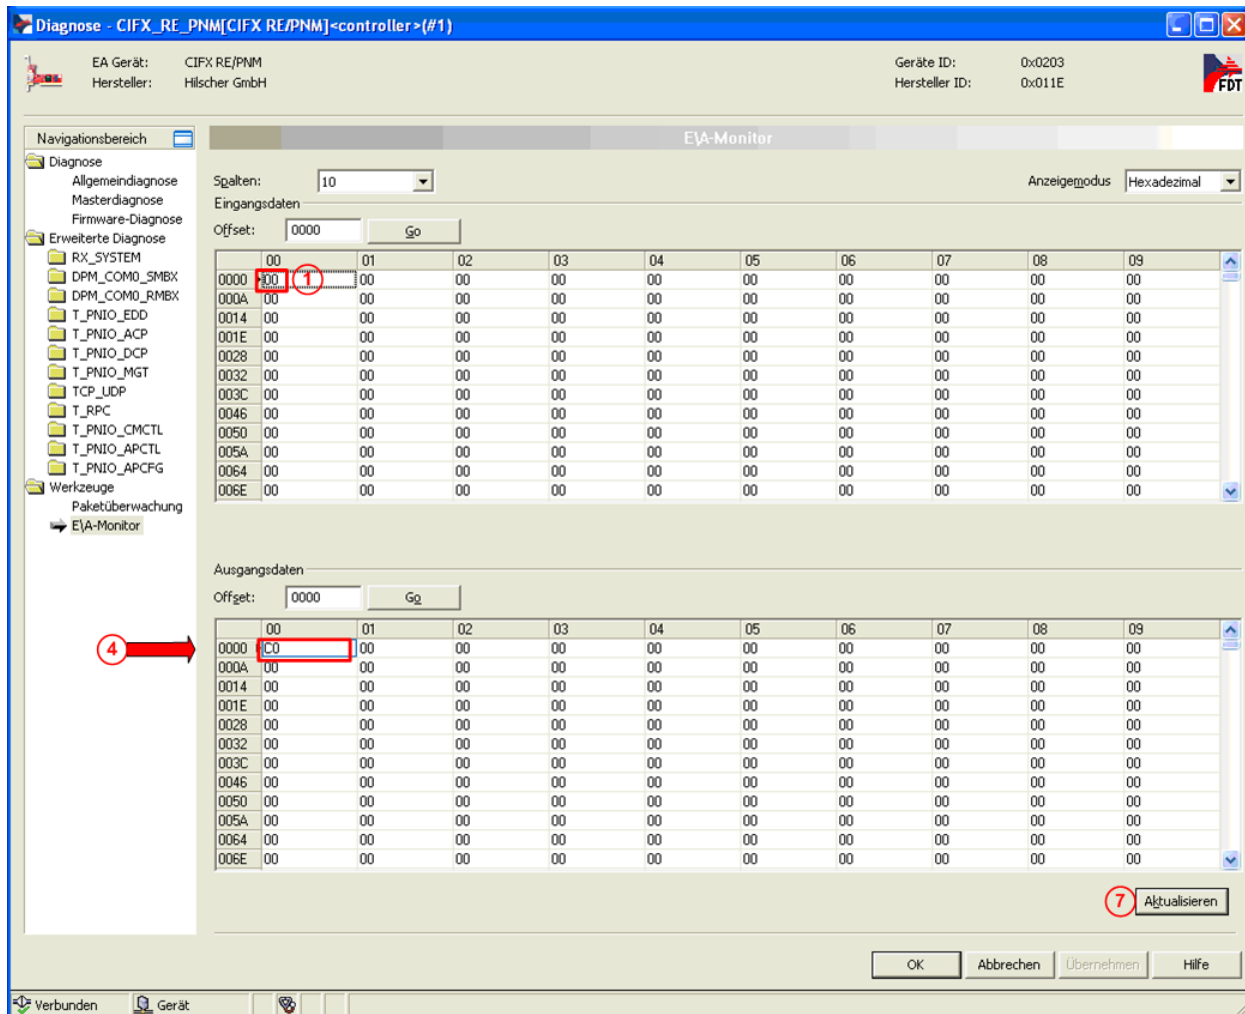 Diagnose - CIFX_RE_PNM[CIFX RE/PNM]<controller>(#1)
EA Gerät: CIFX RE/PNM Geräte ID: 0x0203
Hersteller: Hilscher GmbH Hersteller ID: 0x011E
FDT
Navigationsbereich
E\A-Monitor
Diagnose
Allgemeindiagnose
Masterdiagnose
Firmware-Diagnose
Erweiterte Diagnose
RX_SYSTEM
DPM_COM0_SMBX
DPM_COM0_RMBX
T_PNIO_EDD
T_PNIO_ACP
T_PNIO_DCP
T_PNIO_MGT
TCP_UDP
T_RPC
T_PNIO_CMCTL
T_PNIO_APCTL
T_PNIO_APCFG
Werkzeuge
Paketüberwachung
E\A-Monitor
Spalten: 10 Anzeigemodus Hexadezimal
Eingangsdaten
Offset: 0000 Go
00 01 02 03 04 05 06 07 08 09
0000 00 1 00 00 00 00 00 00 00 00 00
000A 00 00 00 00 00 00 00 00 00 00
0014 00 00 00 00 00 00 00 00 00 00
001E 00 00 00 00 00 00 00 00 00 00
0028 00 00 00 00 00 00 00 00 00 00
0032 00 00 00 00 00 00 00 00 00 00
003C 00 00 00 00 00 00 00 00 00 00
0046 00 00 00 00 00 00 00 00 00 00
0050 00 00 00 00 00 00 00 00 00 00
005A 00 00 00 00 00 00 00 00 00 00
0064 00 00 00 00 00 00 00 00 00 00
006E 00 00 00 00 00 00 00 00 00 00
Ausgangsdaten
Offset: 0000 Go
00 01 02 03 04 05 06 07 08 09
4 0000 C0 00 00 00 00 00 00 00 00 00
000A 00 00 00 00 00 00 00 00 00 00
0014 00 00 00 00 00 00 00 00 00 00
001E 00 00 00 00 00 00 00 00 00 00
0028 00 00 00 00 00 00 00 00 00 00
0032 00 00 00 00 00 00 00 00 00 00
003C 00 00 00 00 00 00 00 00 00 00
0046 00 00 00 00 00 00 00 00 00 00
0050 00 00 00 00 00 00 00 00 00 00
005A 00 00 00 00 00 00 00 00 00 00
0064 00 00 00 00 00 00 00 00 00 00
006E 00 00 00 00 00 00 00 00 00 00
7 Aktualisieren
OK Abbrechen Übernehmen Hilfe
Verbunden Gerät